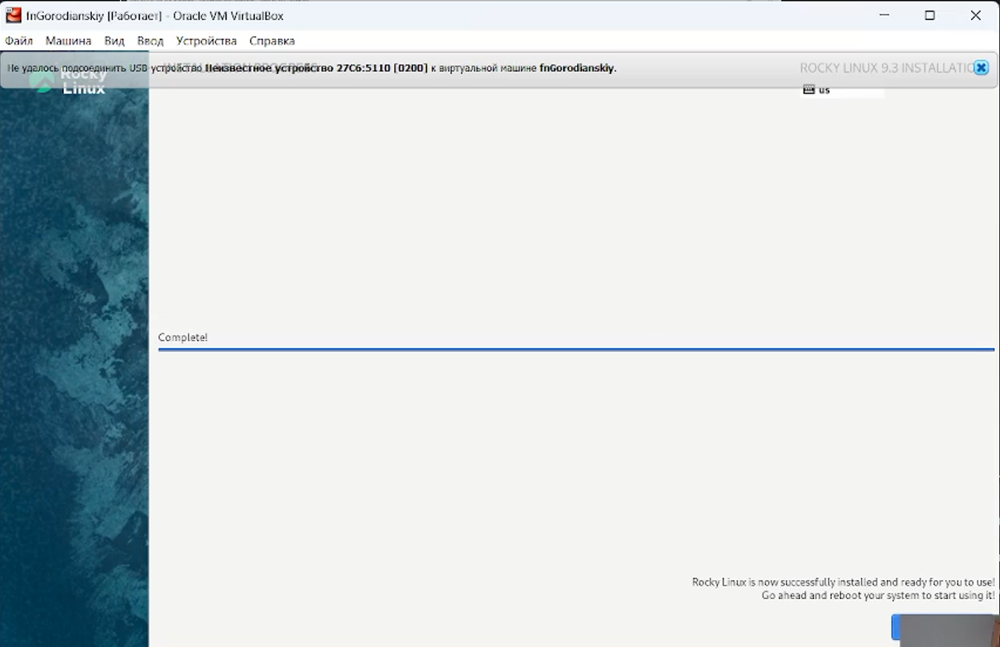 fnGorodianskiy [Работает] - Oracle VM VirtualBox
Файл Машина Вид Ввод Устройства Справка
Не удалось подсоединить USB-устройство Неизвестное устройство 27C6:5110 [0200] к виртуальной машине fnGorodianskiy.
ROCKY LINUX 9.3 INSTALLATIO
Rocky
Linux
us
Complete!
Rocky Linux is now successfully installed and ready for you to use!
Go ahead and reboot your system to start using it!